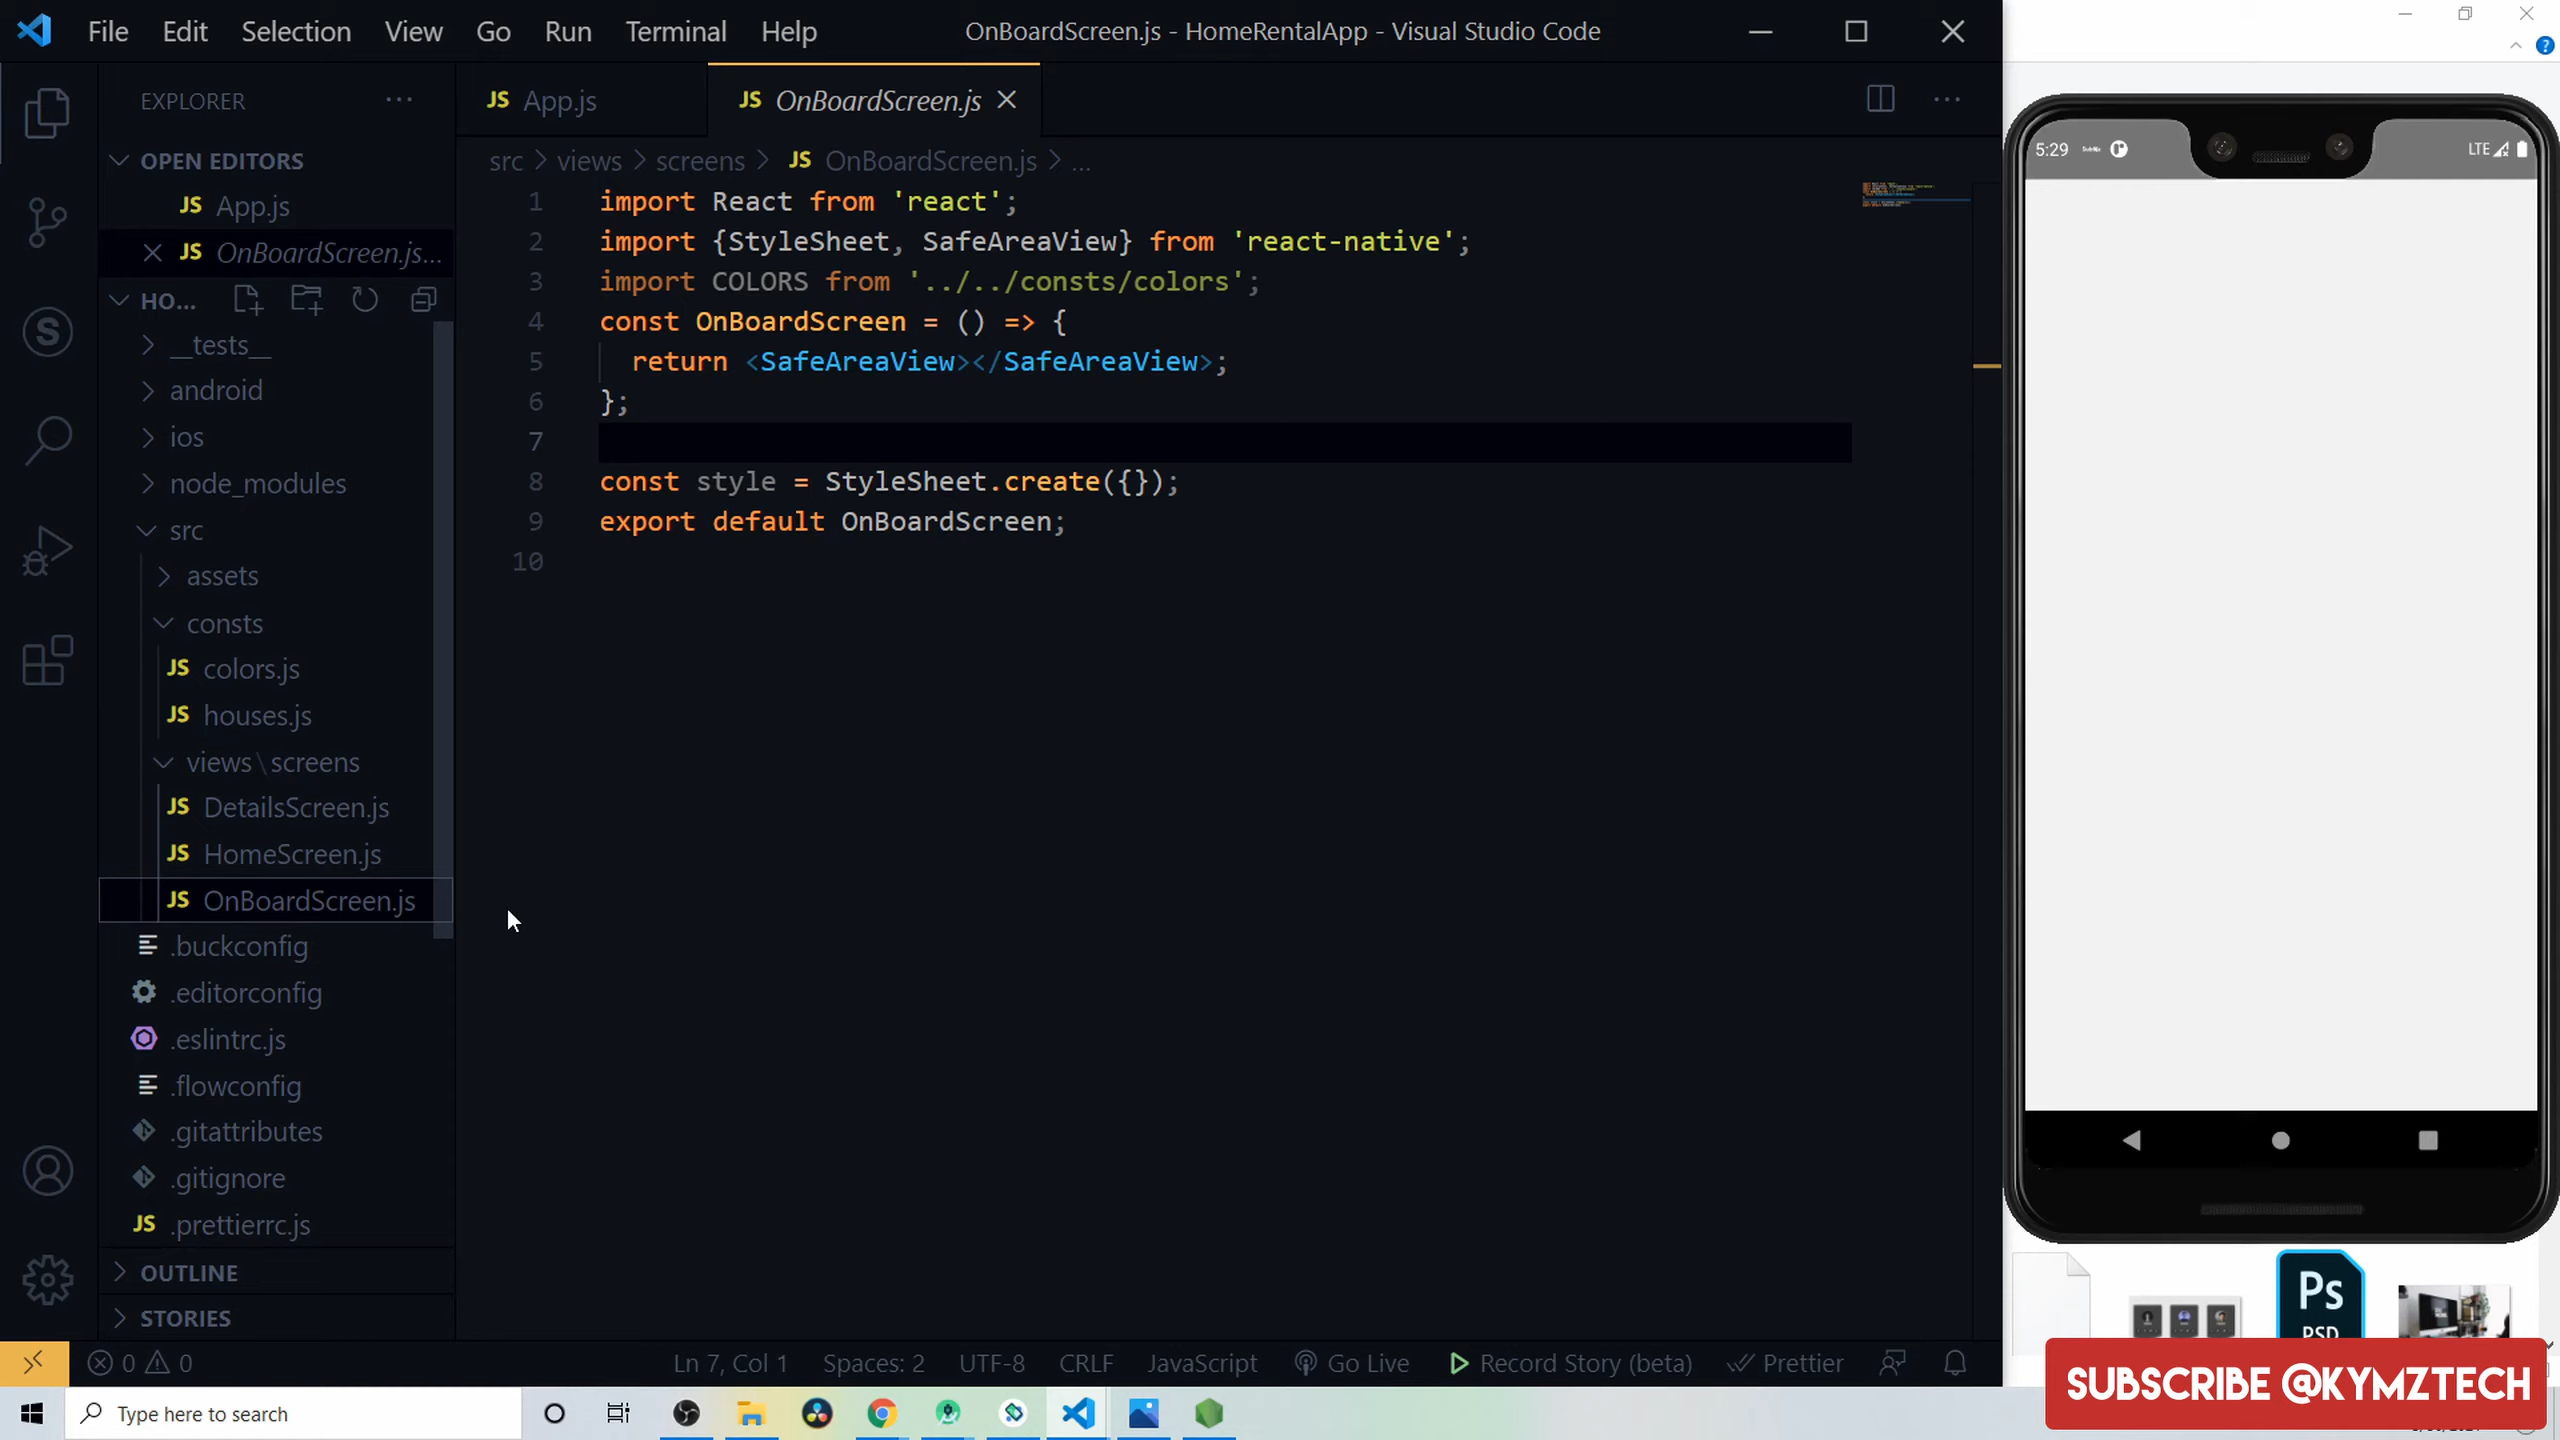 File Edit Selection View Go Run Terminal Help
OnBoardScreen.js - HomeRentalApp - Visual Studio Code
EXPLORER
OPEN EDITORS
JS App.js
JS OnBoardScreen.js...
HO...
__tests__
android
ios
node_modules
src
assets
consts
JS colors.js
JS houses.js
views\screens
JS DetailsScreen.js
JS HomeScreen.js
JS OnBoardScreen.js
.buckconfig
.editorconfig
.eslintrc.js
.flowconfig
.gitattributes
.gitignore
JS .prettierrc.js
OUTLINE
STORIES
JS App.js
JS OnBoardScreen.js
src > views > screens > JS OnBoardScreen.js > ...
1 import React from 'react';
2 import {StyleSheet, SafeAreaView} from 'react-native';
3 import COLORS from '../../consts/colors';
4 const OnBoardScreen = () => {
5 return <SafeAreaView></SafeAreaView>;
6 };
7
8 const style = StyleSheet.create({});
9 export default OnBoardScreen;
10
0 0
Ln 7, Col 1 Spaces: 2 UTF-8 CRLF JavaScript Go Live Record Story (beta) Prettier
Type here to search
5:29
LTE
Ps
PSD
SUBSCRIBE @KYMZTECH